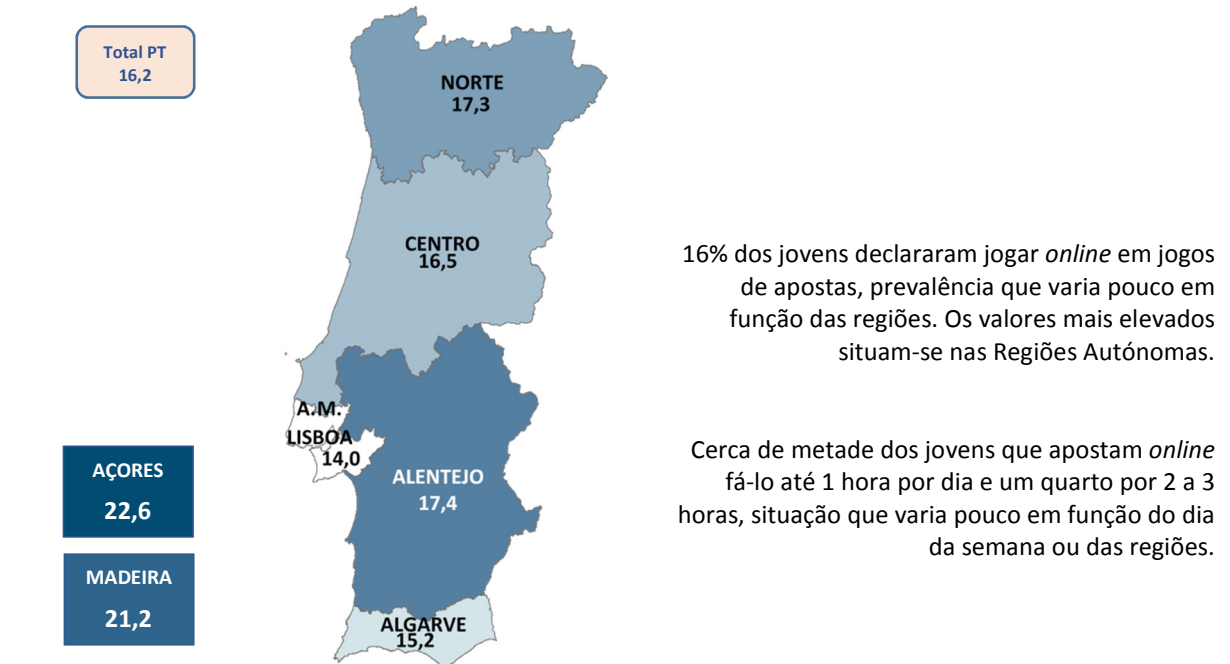 Total PT
16,2
NORTE
17,3
CENTRO
16,5
A.M.
LISBOA
14,0
ALENTEJO
17,4
ALGARVE
15,2
AÇORES
22,6
MADEIRA
21,2
16% dos jovens declararam jogar online em jogos
de apostas, prevalência que varia pouco em
função das regiões. Os valores mais elevados
situam-se nas Regiões Autónomas.
Cerca de metade dos jovens que apostam online
fá-lo até 1 hora por dia e um quarto por 2 a 3
horas, situação que varia pouco em função do dia
da semana ou das regiões.